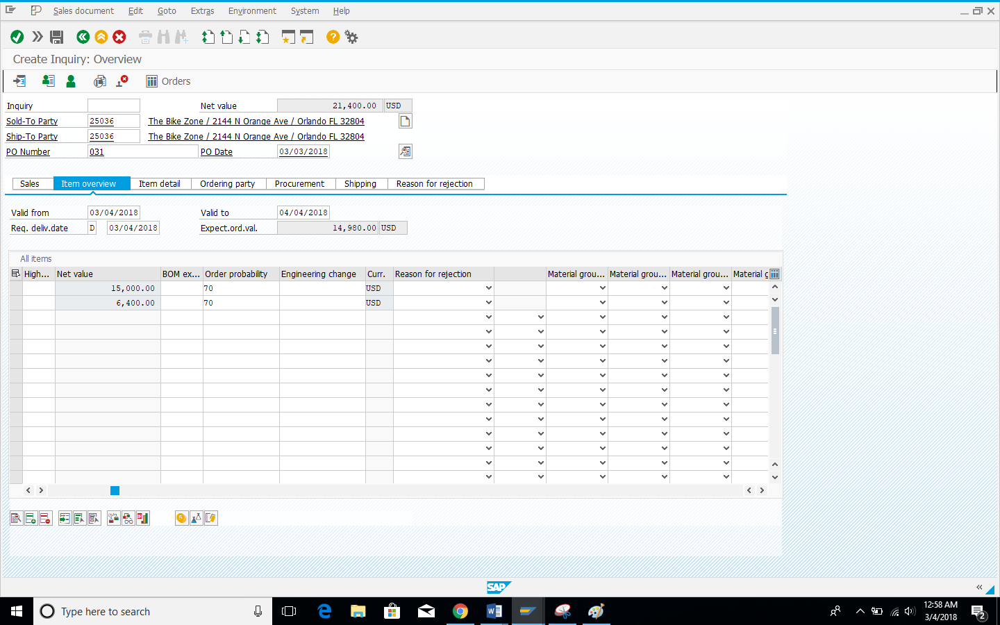 Sales document Edit Goto Extras Environment System Help
Create Inquiry: Overview
Orders
Inquiry Net value 21,400.00 USD
Sold-To Party 25036 The Bike Zone / 2144 N Orange Ave / Orlando FL 32804
Ship-To Party 25036 The Bike Zone / 2144 N Orange Ave / Orlando FL 32804
PO Number 031 PO Date 03/03/2018
Sales Item overview Item detail Ordering party Procurement Shipping Reason for rejection
Valid from 03/04/2018 Valid to 04/04/2018
Req. deliv.date D 03/04/2018 Expect.ord.val. 14,980.00 USD
All items
High... Net value BOM ex... Order probability Engineering change Curr. Reason for rejection Material grou... Material grou... Material grou... Material g
15,000.00 70 USD
6,400.00 70 USD
SAP
Type here to search
12:58 AM
3/4/2018
2